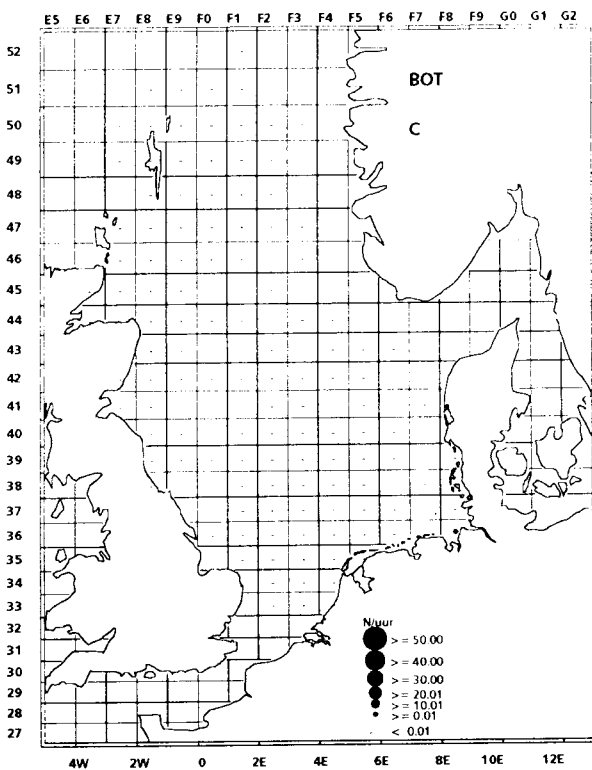 E5 E6 E7 E8 E9 F0 F1 F2 F3 F4 F5 F6 F7 F8 F9 G0 G1 G2
52
51
BOT
50
C
49
48
47
46
45
44
43
42
41
40
39
38
37
36
35
34
33
N/uur
32
> = 50.00
31
> = 40.00
30
> = 30.00
29
> = 20.01
> = 10.01
28
> = 0.01
27
< 0.01
4W 2W 0 2E 4E 6E 8E 10E 12E